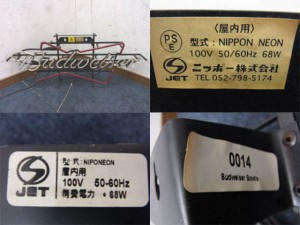 Budweiser
〈屋内用〉
PS
E
型式：NIPPON NEON
100V 50/60Hz 68W
ニッポー株式会社
JET
TEL 052-798-5174
型式：NIPONEON
屋内用
100V 50-60Hz
消費電力・68W
JET
0014
Budweiser Bowtie